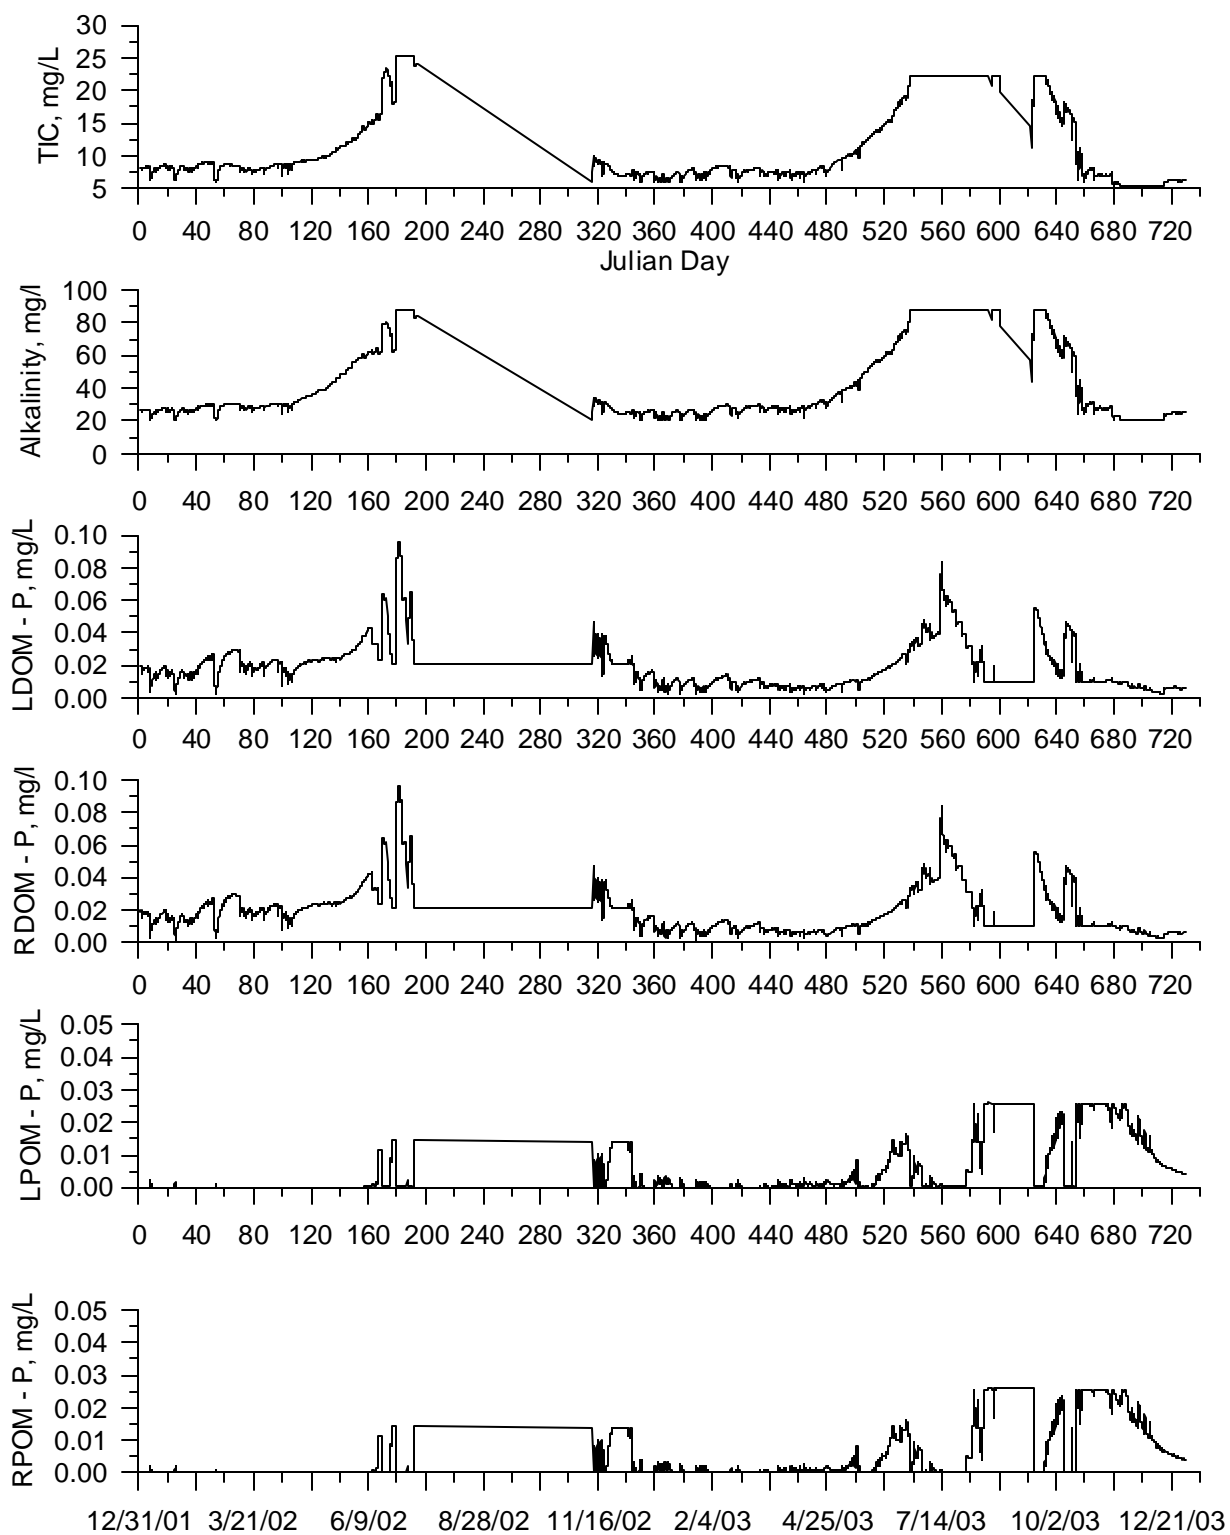 30
25
20
15
10
5
TIC, mg/L
0 40 80 120 160 200 240 280 320 360 400 440 480 520 560 600 640 680 720
Julian Day
100
80
60
40
20
0
Alkalinity, mg/l
0 40 80 120 160 200 240 280 320 360 400 440 480 520 560 600 640 680 720
0.10
0.08
0.06
0.04
0.02
0.00
LDOM - P, mg/L
0 40 80 120 160 200 240 280 320 360 400 440 480 520 560 600 640 680 720
0.10
0.08
0.06
0.04
0.02
0.00
RDOM - P, mg/l
0 40 80 120 160 200 240 280 320 360 400 440 480 520 560 600 640 680 720
0.05
0.04
0.03
0.02
0.01
0.00
LPOM - P, mg/L
0 40 80 120 160 200 240 280 320 360 400 440 480 520 560 600 640 680 720
0.05
0.04
0.03
0.02
0.01
0.00
RPOM - P, mg/L
12/31/01 3/21/02 6/9/02 8/28/02 11/16/02 2/4/03 4/25/03 7/14/03 10/2/03 12/21/03